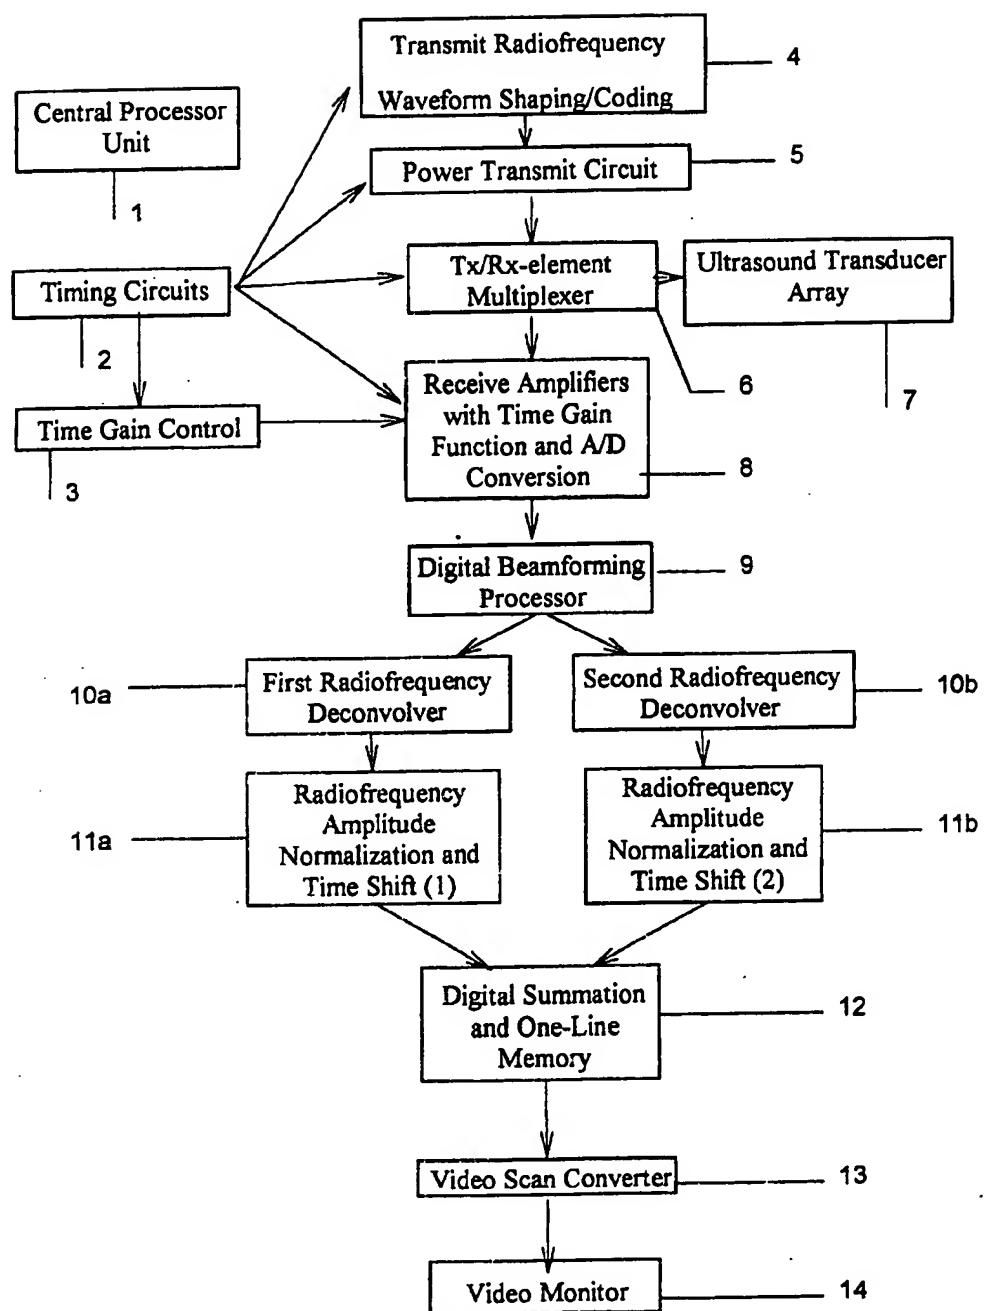 Transmit Radiofrequency
Waveform Shaping/Coding
4
Central Processor
Unit
1
Power Transmit Circuit
5
Timing Circuits
2
Tx/Rx-element
Multiplexer
6
Ultrasound Transducer
Array
7
Time Gain Control
3
Receive Amplifiers
with Time Gain
Function and A/D
Conversion
8
Digital Beamforming
Processor
9
10a
First Radiofrequency
Deconvolver
Second Radiofrequency
Deconvolver
10b
11a
Radiofrequency
Amplitude
Normalization and
Time Shift (1)
Radiofrequency
Amplitude
Normalization and
Time Shift (2)
11b
Digital Summation
and One-Line
Memory
12
Video Scan Converter
13
Video Monitor
14